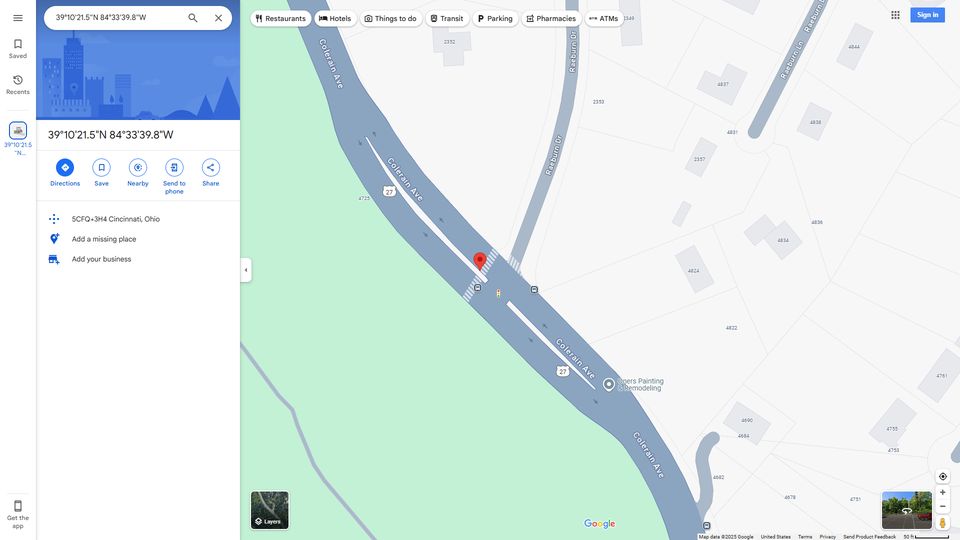 39°10'21.5"N 84°33'39.8"W
Restaurants
Hotels
Things to do
Transit
Parking
Pharmacies
ATMs
Sign in
Saved
Recents
39°10'21.5
"N...
Get the
app
39°10'21.5"N 84°33'39.8"W
Directions
Save
Nearby
Send to
phone
Share
5CFQ+3H4 Cincinnati, Ohio
Add a missing place
Add your business
Colerain Ave
Raeburn Dr
2349
2352
2353
Raeburn Ln
4844
4837
4838
4831
2357
Raeburn Dr
Colerain Ave
27
4725
4836
4834
4824
4822
Colerain Ave
27
Painting
Remodeling
4761
4690
4684
4755
4753
Colerain Ave
4682
4678
4751
Layers
Google
Map data ©2025 Google
United States
Terms
Privacy
Send Product Feedback
50 ft